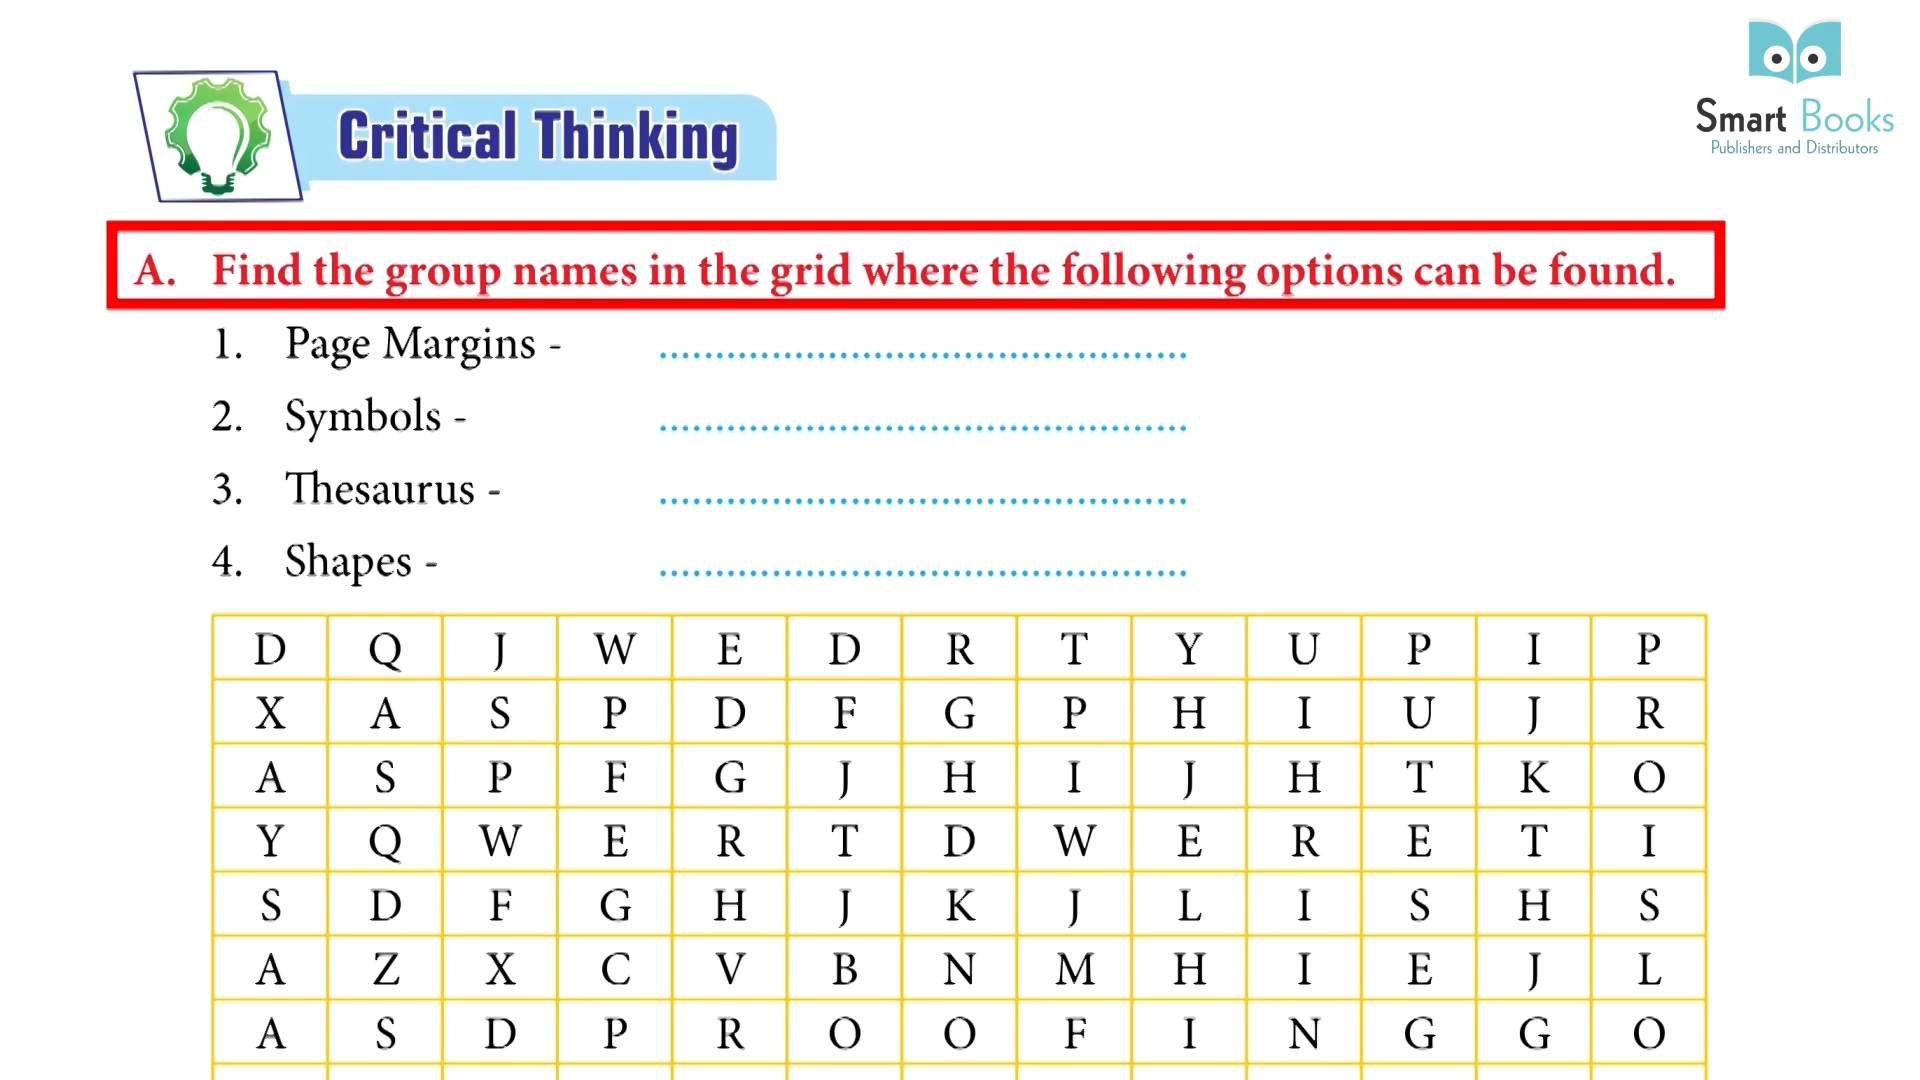 Smart Books
Publishers and Distributors
Critical Thinking
A. Find the group names in the grid where the following options can be found.
1. Page Margins - ...............................................
2. Symbols - ...............................................
3. Thesaurus - ...............................................
4. Shapes - ...............................................
D Q J W E D R T Y U P I P
X A S P D F G P H I U J R
A S P F G J H I J H T K O
Y Q W E R T D W E R E T I
S D F G H J K J L I S H S
A Z X C V B N M H I E J L
A S D P R O O F I N G G O